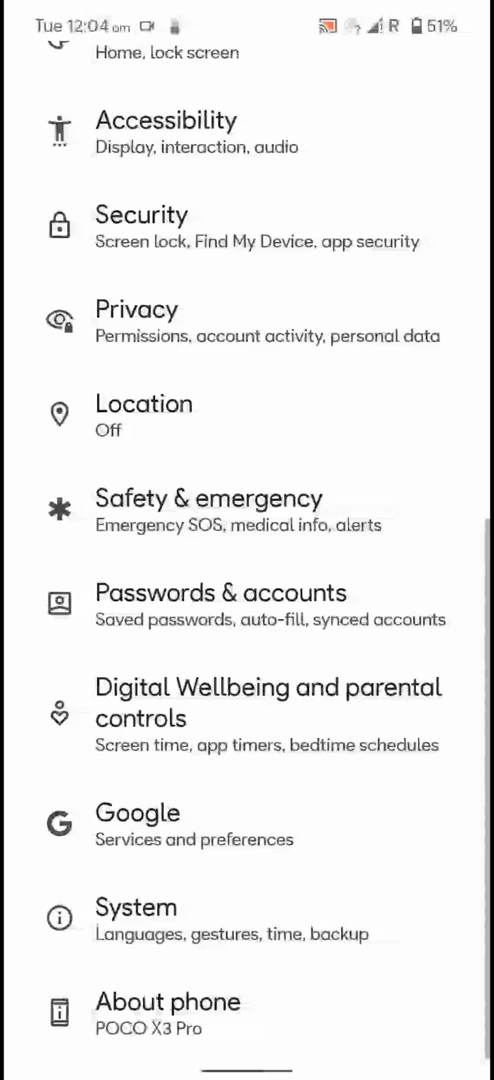 Tue 12:04 am R 51%
Home, lock screen
Accessibility
Display, interaction, audio
Security
Screen lock, Find My Device, app security
Privacy
Permissions, account activity, personal data
Location
Off
Safety & emergency
Emergency SOS, medical info, alerts
Passwords & accounts
Saved passwords, auto-fill, synced accounts
Digital Wellbeing and parental
controls
Screen time, app timers, bedtime schedules
Google
Services and preferences
System
Languages, gestures, time, backup
About phone
POCO X3 Pro